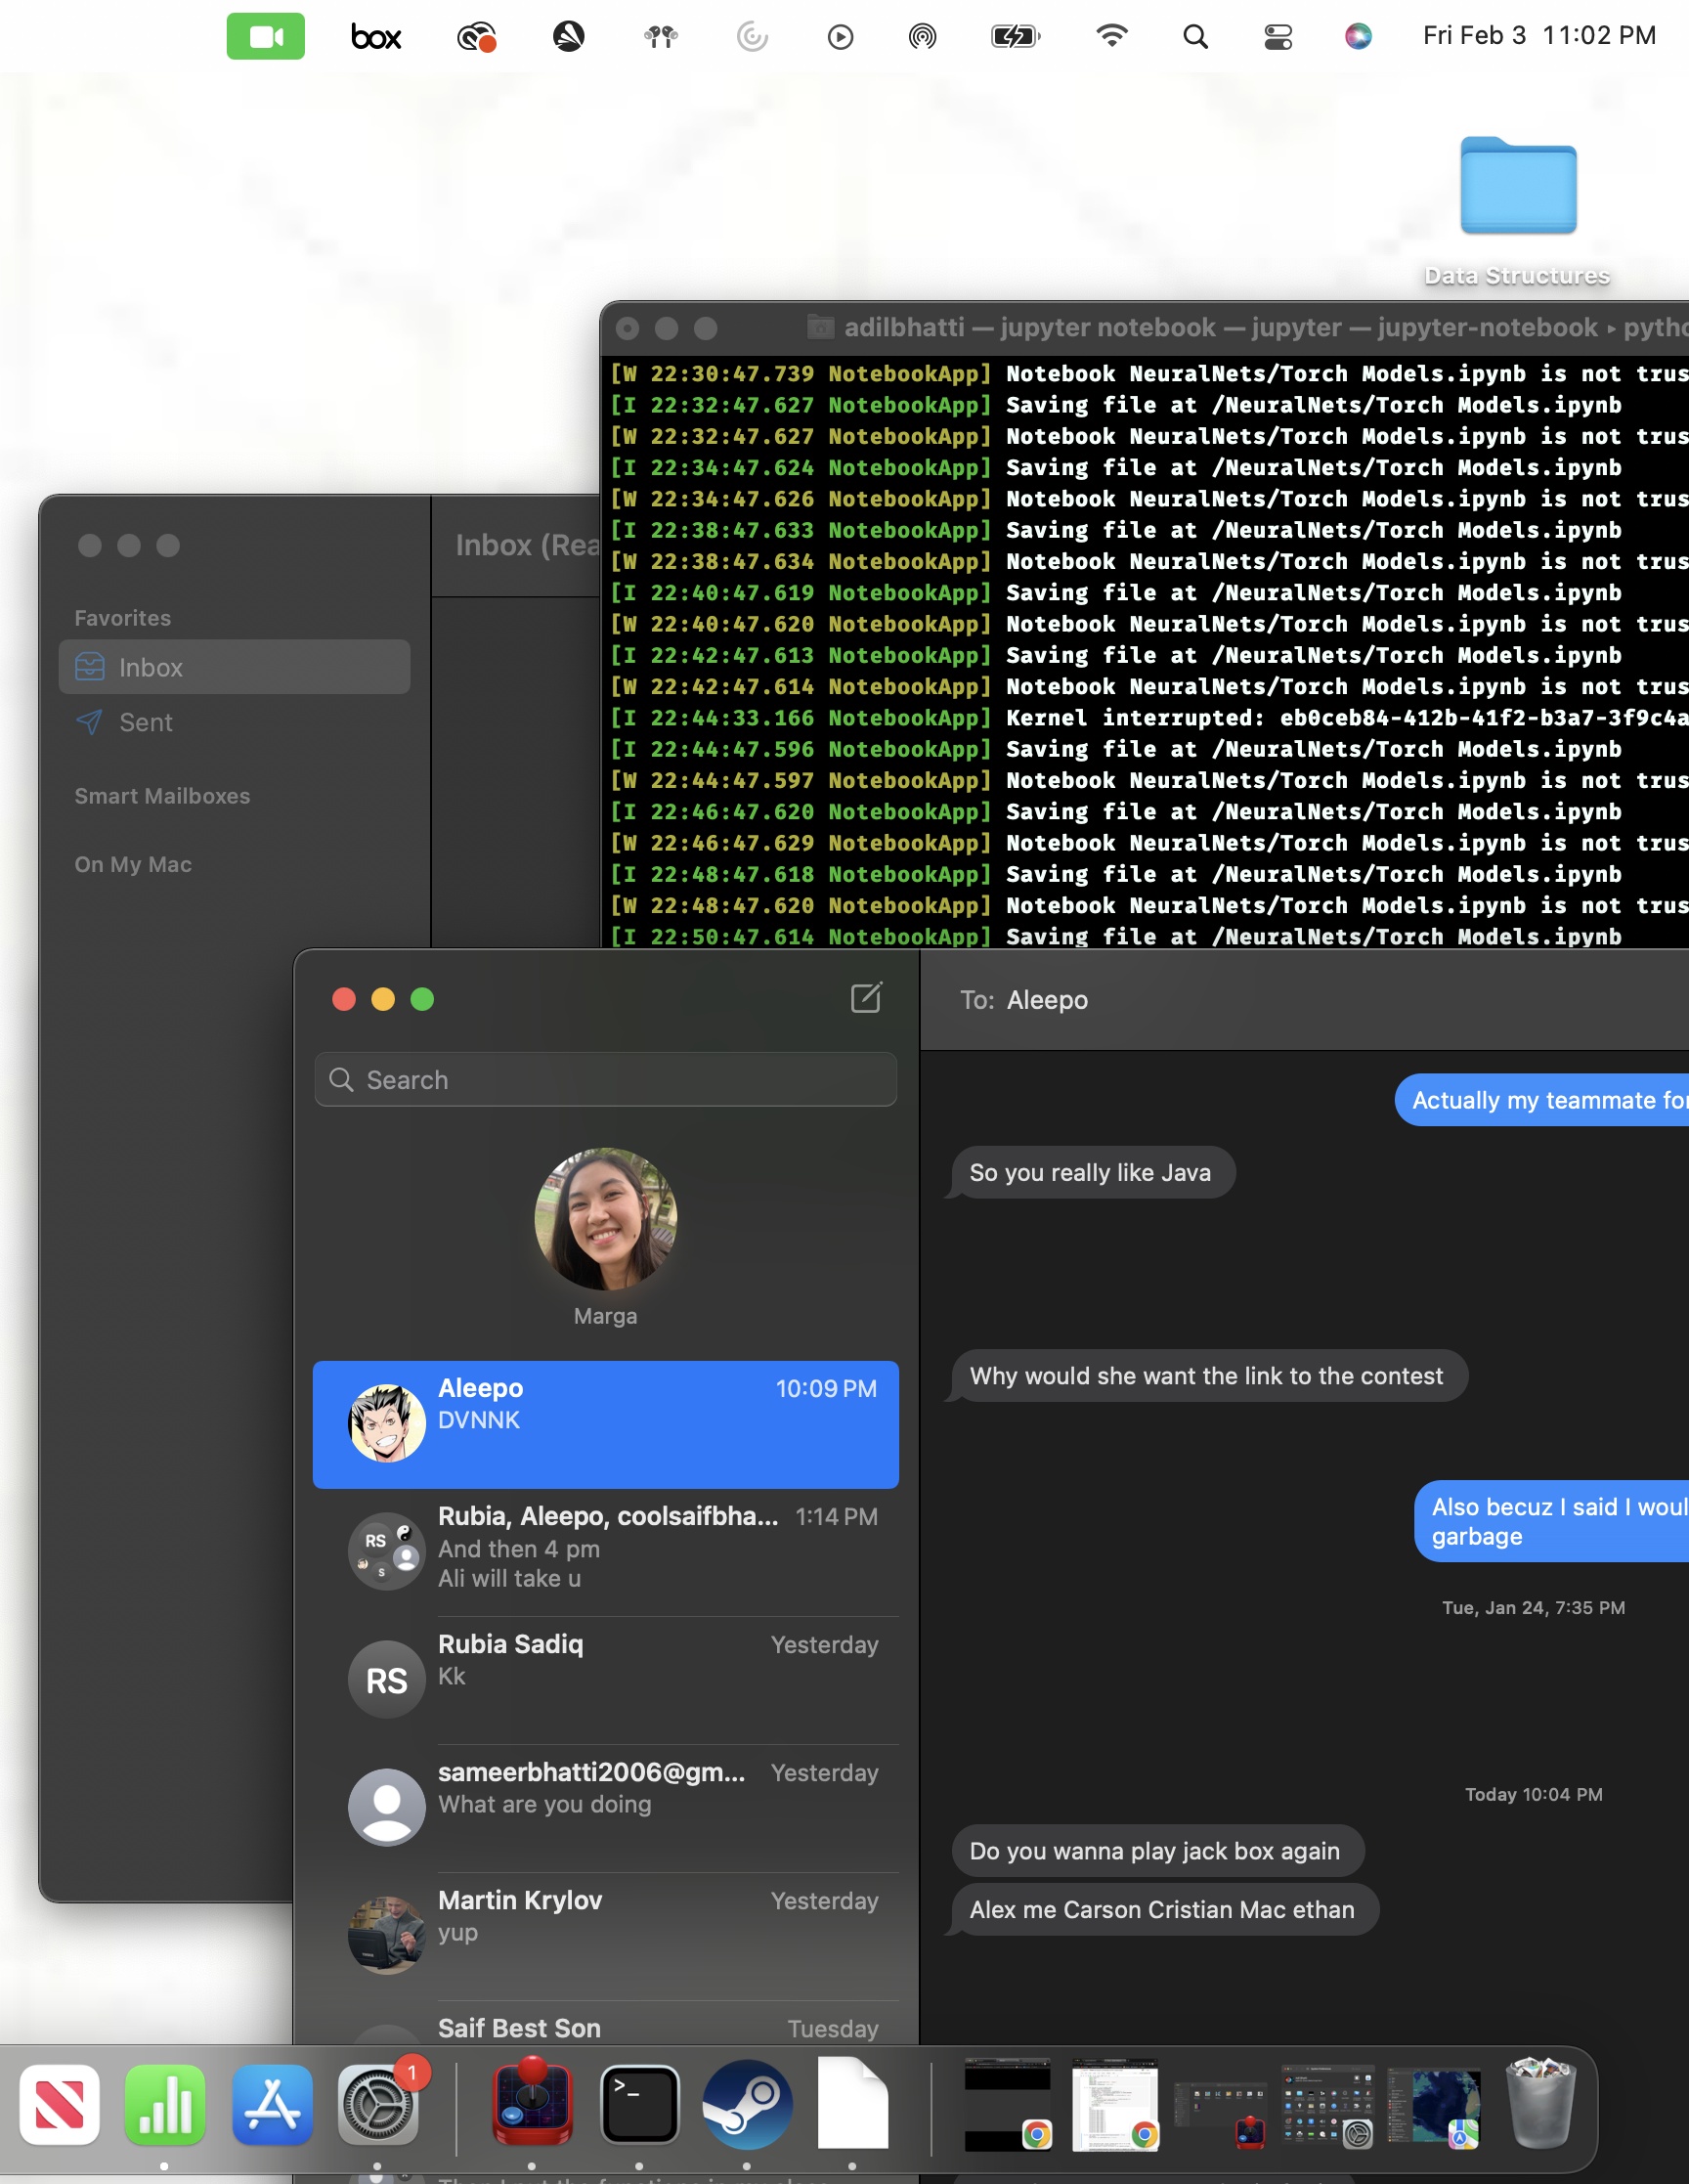 box
Fri Feb 3 11:02 PM
Data Structures
adilbhatti — jupyter notebook — jupyter — jupyter-notebook ▸ pytho
[W 22:30:47.739 NotebookApp] Notebook NeuralNets/Torch Models.ipynb is not trus
[I 22:32:47.627 NotebookApp] Saving file at /NeuralNets/Torch Models.ipynb
[W 22:32:47.627 NotebookApp] Notebook NeuralNets/Torch Models.ipynb is not trus
[I 22:34:47.624 NotebookApp] Saving file at /NeuralNets/Torch Models.ipynb
[W 22:34:47.626 NotebookApp] Notebook NeuralNets/Torch Models.ipynb is not trus
[I 22:38:47.633 NotebookApp] Saving file at /NeuralNets/Torch Models.ipynb
[W 22:38:47.634 NotebookApp] Notebook NeuralNets/Torch Models.ipynb is not trus
[I 22:40:47.619 NotebookApp] Saving file at /NeuralNets/Torch Models.ipynb
[W 22:40:47.620 NotebookApp] Notebook NeuralNets/Torch Models.ipynb is not trus
[I 22:42:47.613 NotebookApp] Saving file at /NeuralNets/Torch Models.ipynb
[W 22:42:47.614 NotebookApp] Notebook NeuralNets/Torch Models.ipynb is not trus
[I 22:44:33.166 NotebookApp] Kernel interrupted: eb0ceb84-412b-41f2-b3a7-3f9c4a
[I 22:44:47.596 NotebookApp] Saving file at /NeuralNets/Torch Models.ipynb
[W 22:44:47.597 NotebookApp] Notebook NeuralNets/Torch Models.ipynb is not trus
[I 22:46:47.620 NotebookApp] Saving file at /NeuralNets/Torch Models.ipynb
[W 22:46:47.629 NotebookApp] Notebook NeuralNets/Torch Models.ipynb is not trus
[I 22:48:47.618 NotebookApp] Saving file at /NeuralNets/Torch Models.ipynb
[W 22:48:47.620 NotebookApp] Notebook NeuralNets/Torch Models.ipynb is not trus
[I 22:50:47.614 NotebookApp] Saving file at /NeuralNets/Torch Models.ipynb
Inbox (Rea
Favorites
Inbox
Sent
Smart Mailboxes
On My Mac
Search
Marga
Aleepo 10:09 PM
DVNNK
Rubia, Aleepo, coolsaifbha... 1:14 PM
And then 4 pm
Ali will take u
RS
S
Rubia Sadiq Yesterday
Kk
RS
sameerbhatti2006@gm... Yesterday
What are you doing
Martin Krylov Yesterday
yup
Saif Best Son Tuesday
To: Aleepo
Actually my teammate for
So you really like Java
Why would she want the link to the contest
Also becuz I said I woul
garbage
Tue, Jan 24, 7:35 PM
Today 10:04 PM
Do you wanna play jack box again
Alex me Carson Cristian Mac ethan
1
>_